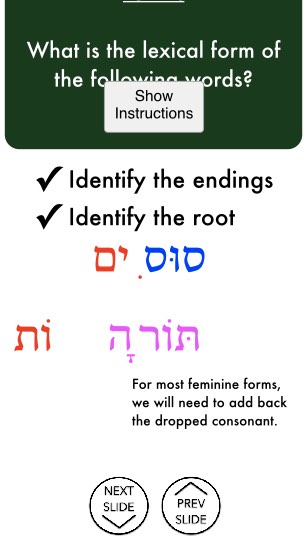 What is the lexical form of
the following words?
Show
Instructions
✓ Identify the endings
✓ Identify the root
סוּסִים
תּוֹרָה וֹת
For most feminine forms,
we will need to add back
the dropped consonant.
NEXT
SLIDE
PREV
SLIDE